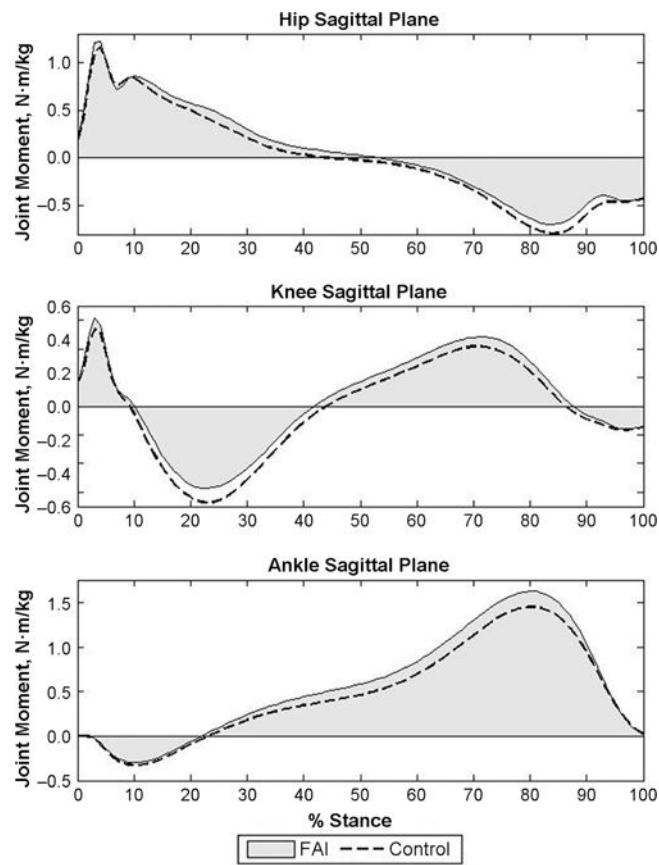 Hip Sagittal Plane
Joint Moment, N·m/kg
1.0
0.5
0.0
–0.5
0 10 20 30 40 50 60 70 80 90 100
Knee Sagittal Plane
Joint Moment, N·m/kg
0.6
0.4
0.2
0.0
–0.2
–0.4
–0.6
0 10 20 30 40 50 60 70 80 90 100
Ankle Sagittal Plane
Joint Moment, N·m/kg
1.5
1.0
0.5
0.0
–0.5
0 10 20 30 40 50 60 70 80 90 100
% Stance
FAI Control